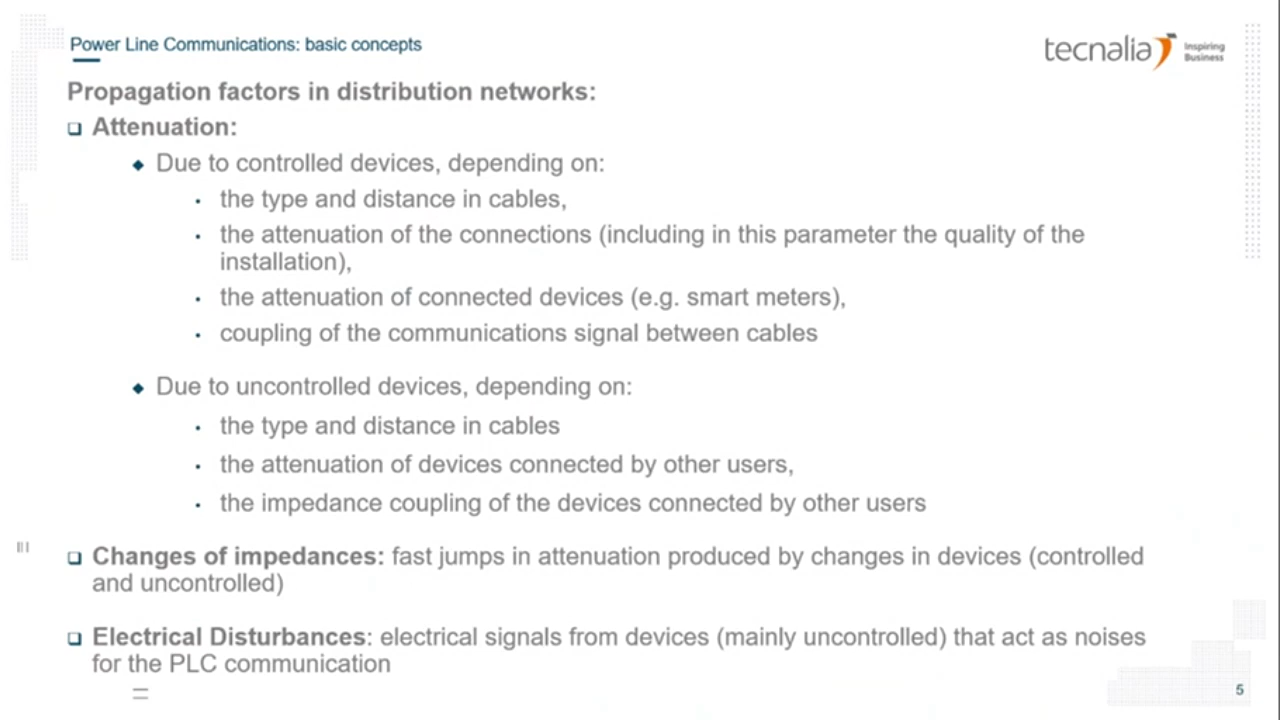 Power Line Communications: basic concepts
tecnalia Inspiring Business
Propagation factors in distribution networks:
❑ Attenuation:
◆ Due to controlled devices, depending on:
• the type and distance in cables,
• the attenuation of the connections (including in this parameter the quality of the
installation),
• the attenuation of connected devices (e.g. smart meters),
• coupling of the communications signal between cables
◆ Due to uncontrolled devices, depending on:
• the type and distance in cables
• the attenuation of devices connected by other users,
• the impedance coupling of the devices connected by other users
❑ Changes of impedances: fast jumps in attenuation produced by changes in devices (controlled
and uncontrolled)
❑ Electrical Disturbances: electrical signals from devices (mainly uncontrolled) that act as noises
for the PLC communication
5